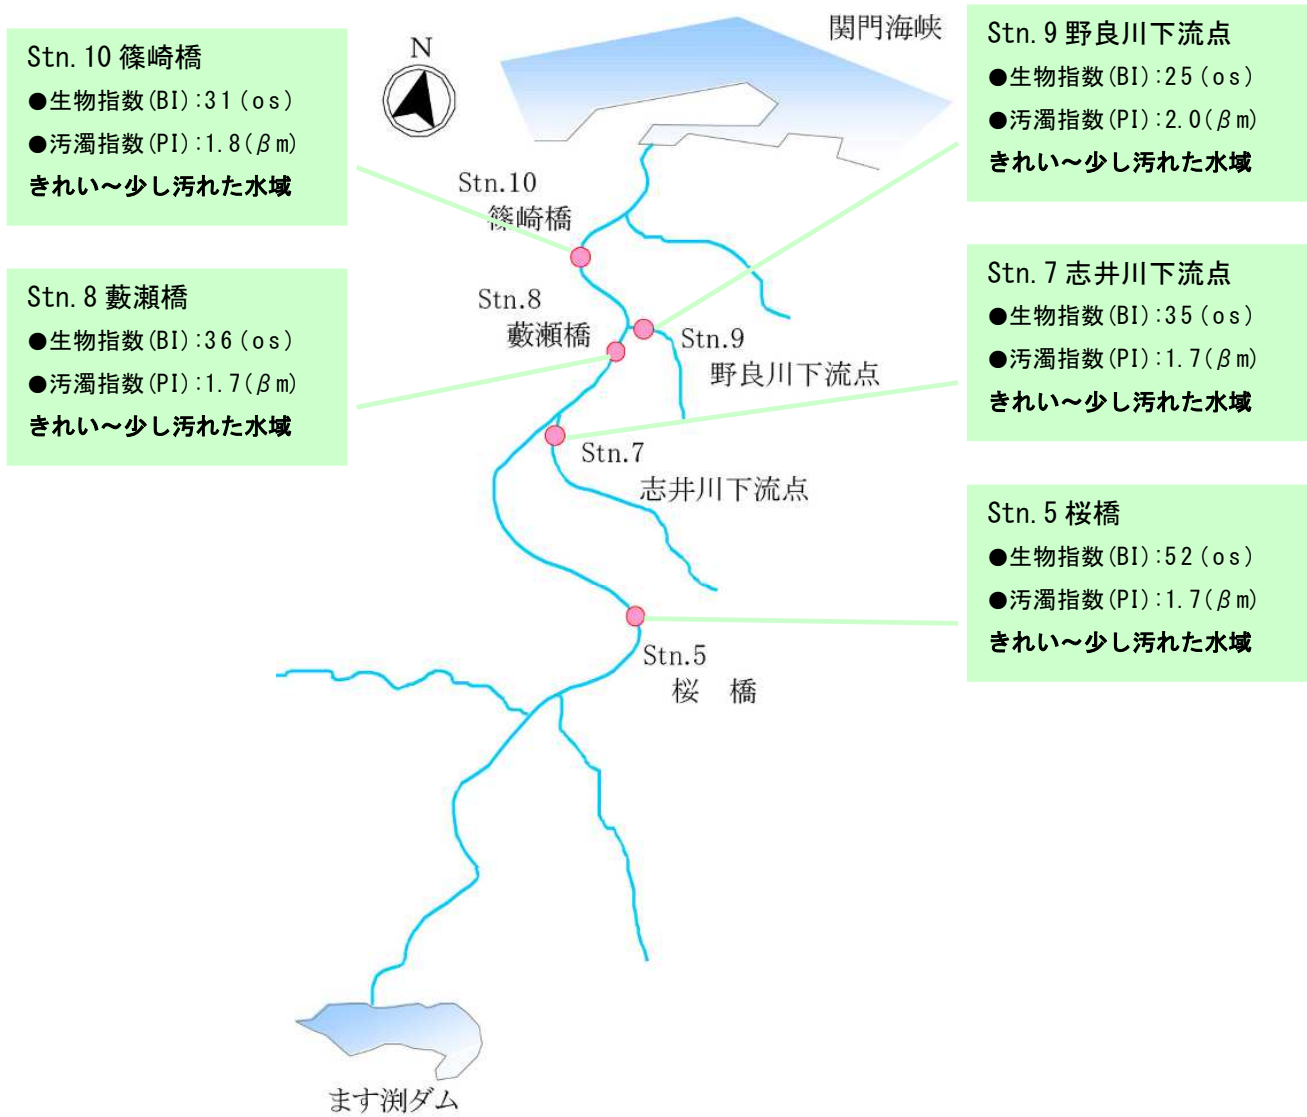 関門海峡
N
Stn.10 篠崎橋
●生物指数(BI):31(os)
●汚濁指数(PI):1.8(βm)
きれい～少し汚れた水域
Stn.9 野良川下流点
●生物指数(BI):25(os)
●汚濁指数(PI):2.0(βm)
きれい～少し汚れた水域
Stn.10
篠崎橋
Stn.8 藪瀬橋
●生物指数(BI):36(os)
●汚濁指数(PI):1.7(βm)
きれい～少し汚れた水域
Stn.7 志井川下流点
●生物指数(BI):35(os)
●汚濁指数(PI):1.7(βm)
きれい～少し汚れた水域
Stn.8
藪瀬橋
Stn.9
野良川下流点
Stn.7
志井川下流点
Stn.5 桜橋
●生物指数(BI):52(os)
●汚濁指数(PI):1.7(βm)
きれい～少し汚れた水域
Stn.5
桜　橋
ます渕ダム